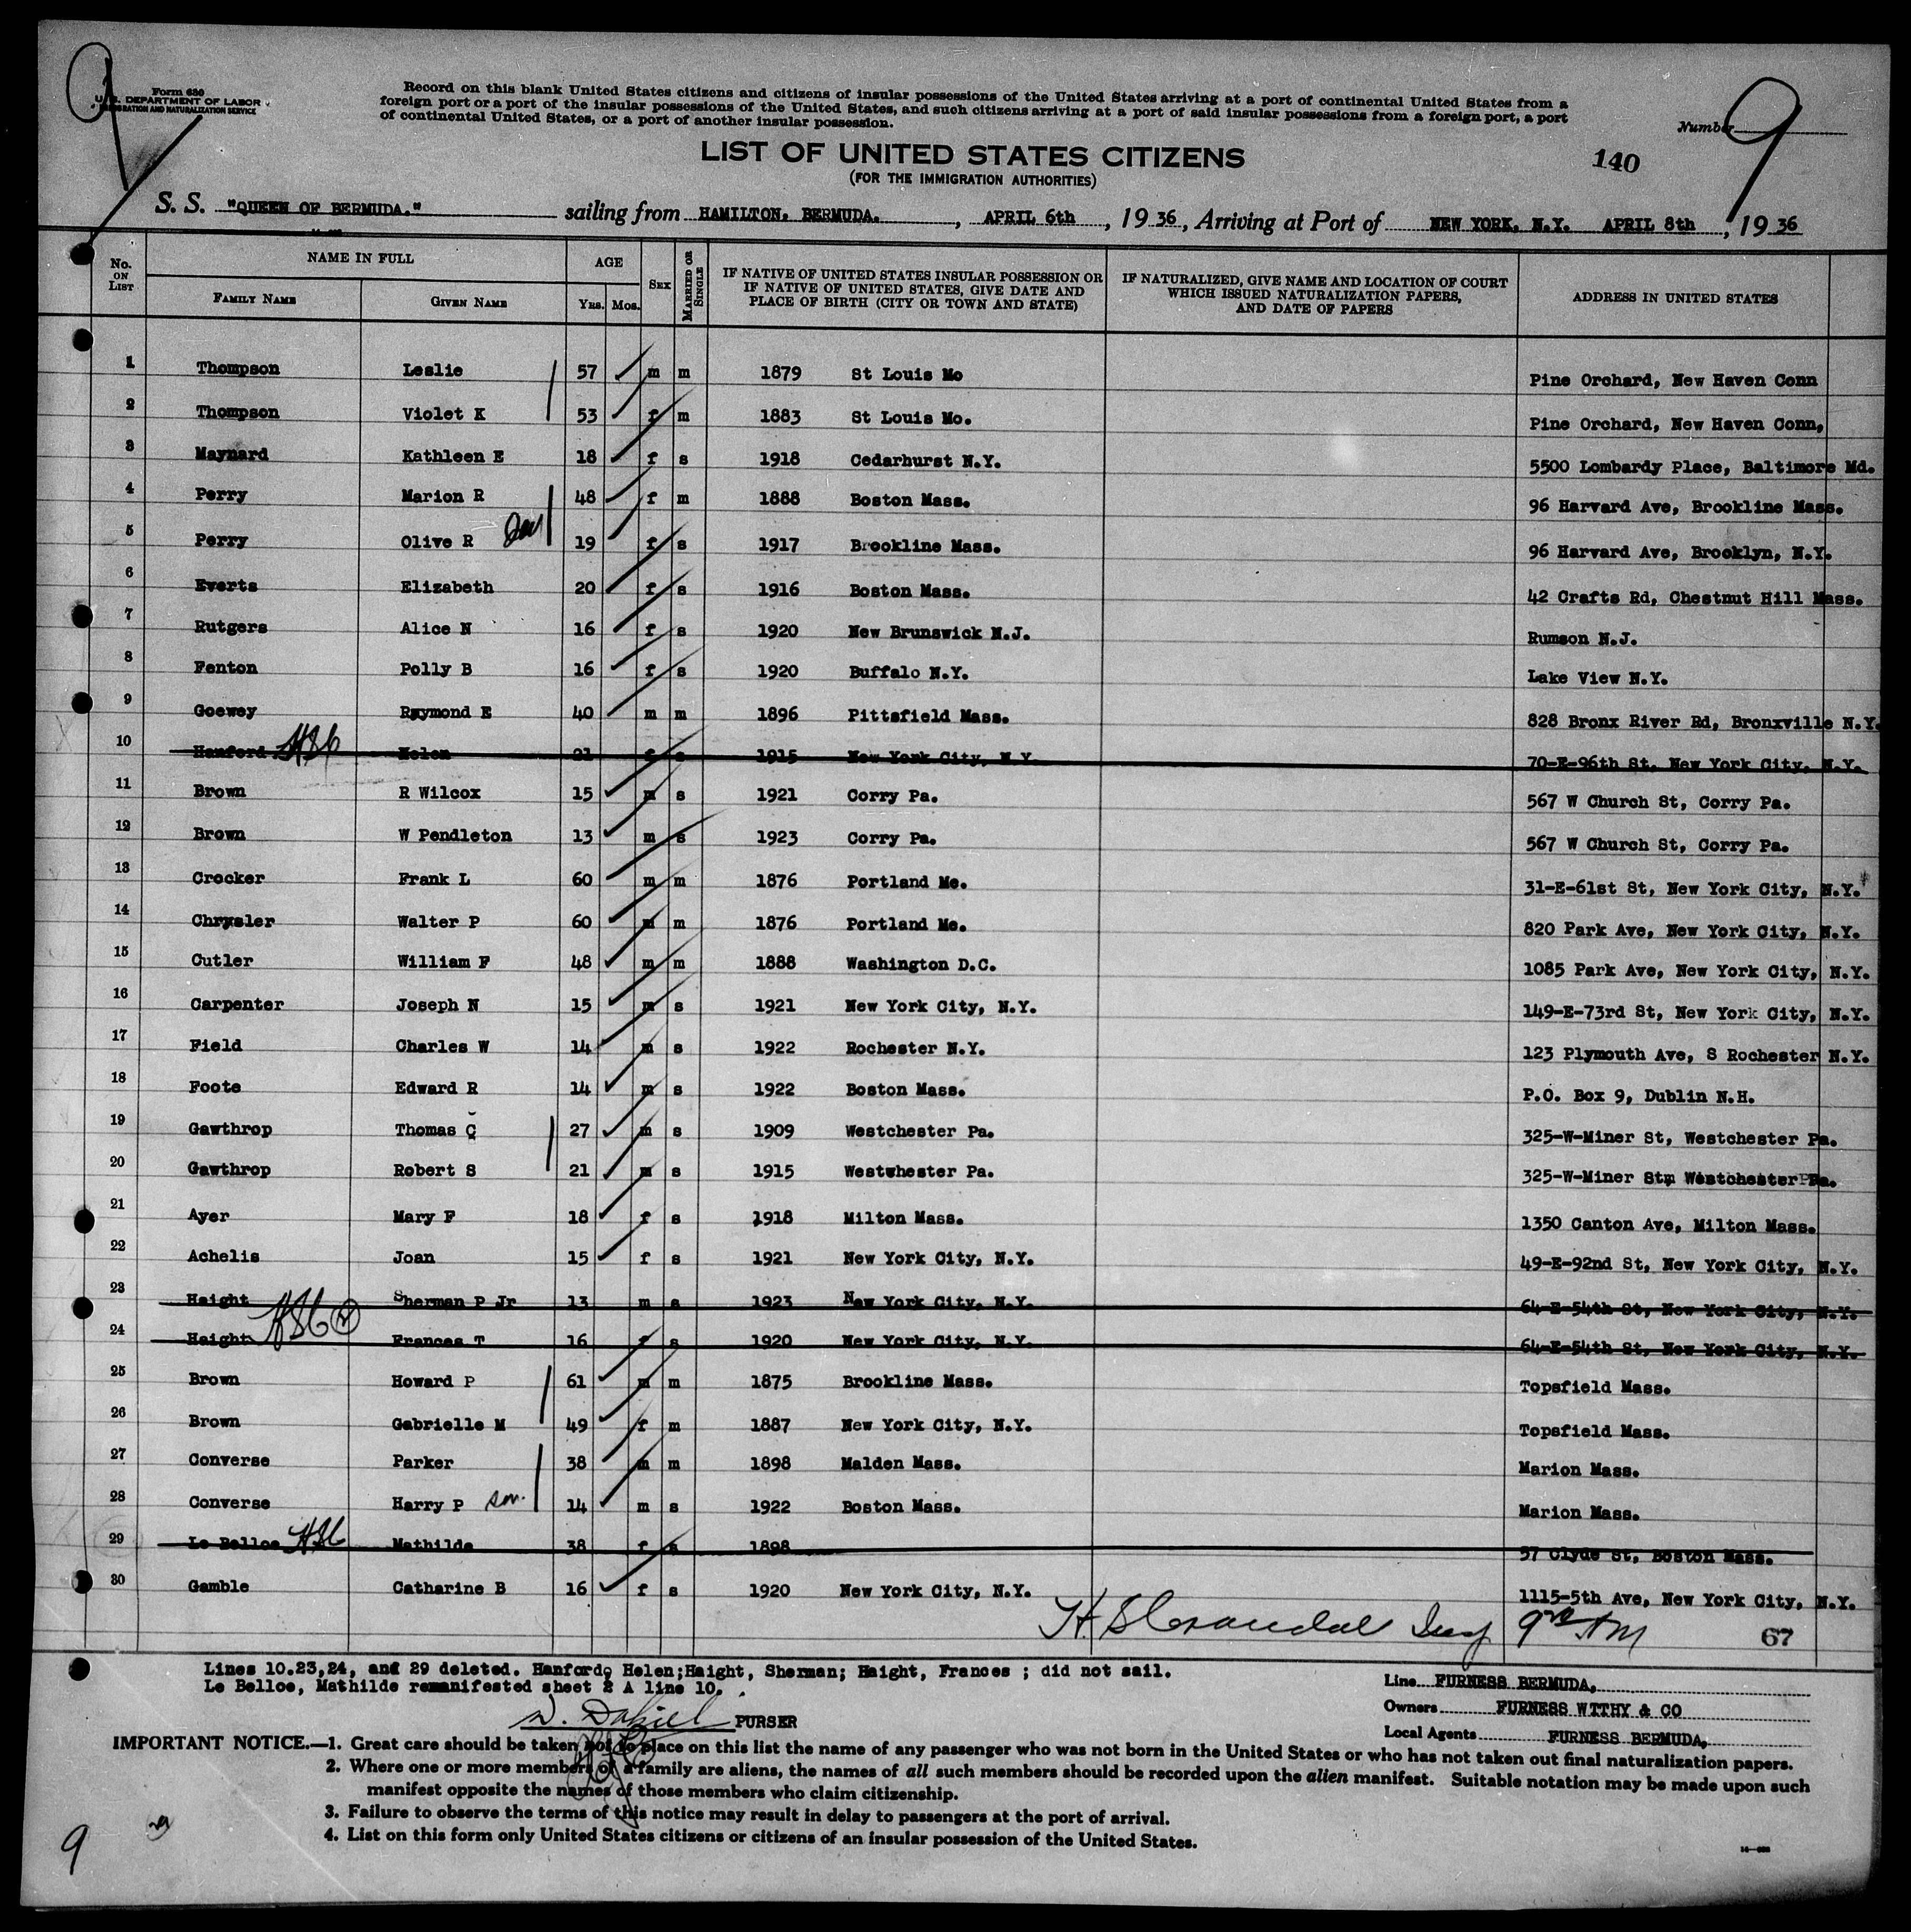 Form 630
U. S. DEPARTMENT OF LABOR
IMMIGRATION AND NATURALIZATION SERVICE
Record on this blank United States citizens and citizens of insular possessions of the United States arriving at a port of continental United States from a
foreign port or a port of the insular possessions of the United States, and such citizens arriving at a port of said insular possessions from a foreign port, a port
of continental United States, or a port of another insular possession.
Number 9
LIST OF UNITED STATES CITIZENS
140
(FOR THE IMMIGRATION AUTHORITIES)
S. S. "QUEEN OF BERMUDA." sailing from HAMILTON. BERMUDA. , APRIL 6th , 19 36 , Arriving at Port of NEW YORK, N.Y. APRIL 8th , 19 36
No. ON LIST NAME IN FULL AGE SEX MARRIED OR SINGLE IF NATIVE OF UNITED STATES INSULAR POSSESSION OR IF NATIVE OF UNITED STATES, GIVE DATE AND PLACE OF BIRTH (CITY OR TOWN AND STATE) IF NATURALIZED, GIVE NAME AND LOCATION OF COURT WHICH ISSUED NATURALIZATION PAPERS, AND DATE OF PAPERS ADDRESS IN UNITED STATES
FAMILY NAME GIVEN NAME YRS. MOS.
1 Thompson Leslie 57 m m 1879 St Louis Mo Pine Orchard, New Haven Conn
2 Thompson Violet K 53 f m 1883 St Louis Mo. Pine Orchard, New Haven Conn,
3 Maynard Kathleen E 18 f s 1918 Cedarhurst N.Y. 5500 Lombardy Place, Baltimore Md.
4 Perry Marion R 48 f m 1888 Boston Mass. 96 Harvard Ave, Brookline Mass.
5 Perry Olive R 19 f s 1917 Brookline Mass. 96 Harvard Ave, Brooklyn, N.Y.
6 Everts Elizabeth 20 f s 1916 Boston Mass. 42 Crafts Rd, Chestnut Hill Mass.
7 Rutgers Alice N 16 f s 1920 New Brunswick N.J. Rumson N.J.
8 Fenton Polly B 16 f s 1920 Buffalo N.Y. Lake View N.Y.
9 Goewey Raymond E 40 m m 1896 Pittsfield Mass. 828 Bronx River Rd, Bronxville N.Y.
10 Hanford HSC Helen 21 f s 1915 New York City, N.Y. 70-E-96th St, New York City, N.Y.
11 Brown R Wilcox 15 m s 1921 Corry Pa. 567 W Church St, Corry Pa.
12 Brown W Pendleton 13 m s 1923 Corry Pa. 567 W Church St, Corry Pa.
13 Crocker Frank L 60 m m 1876 Portland Me. 31-E-61st St, New York City, N.Y.
14 Chrysler Walter P 60 m m 1876 Portland Me. 820 Park Ave, New York City, N.Y.
15 Cutler William F 48 m m 1888 Washington D.C. 1085 Park Ave, New York City, N.Y.
16 Carpenter Joseph N 15 m s 1921 New York City, N.Y. 149-E-73rd St, New York City, N.Y.
17 Field Charles W 14 m s 1922 Rochester N.Y. 123 Plymouth Ave, S Rochester N.Y.
18 Foote Edward R 14 m s 1922 Boston Mass. P.O. Box 9, Dublin N.H.
19 Gawthrop Thomas C 27 m s 1909 Westchester Pa. 325-W-Miner St, Westchester Pa.
20 Gawthrop Robert S 21 m s 1915 Westwhester Pa. 325-W-Miner Stm Westchester Pa.
21 Ayer Mary F 18 f s 1918 Milton Mass. 1350 Canton Ave, Milton Mass.
22 Achelis Joan 15 f s 1921 New York City, N.Y. 49-E-92nd St, New York City, N.Y.
23 Haight Sherman P Jr 13 m s 1923 New York City, N.Y. 64-E-54th St, New York City, N.Y.
24 Haight HSC Frances T 16 f s 1920 New York City, N.Y. 64-E-54th St, New York City, N.Y.
25 Brown Howard P 61 m m 1875 Brookline Mass. Topsfield Mass.
26 Brown Gabrielle M 49 f m 1887 New York City, N.Y. Topsfield Mass.
27 Converse Parker 38 m m 1898 Malden Mass. Marion Mass.
28 Converse Harry P son. 14 m s 1922 Boston Mass. Marion Mass.
29 Le Belloe HSC Mathilde 38 f s 1898 57 Clyde St, Boston Mass.
30 Gamble Catharine B 16 f s 1920 New York City, N.Y. 1115-5th Ave, New York City, N.Y.
H. S Crandall Insp 9 AM 67
Lines 10.23,24, and 29 deleted. Hanford, Helen;Haight, Sherman; Haight, Frances ; did not sail.
Le Belloe, Mathilde remanifested sheet 2 A line 10.
PURSER
Line FURNESS BERMUDA,
Owners FURNESS WTTHY & CO
Local Agents FURNESS BERMUDA,
IMPORTANT NOTICE.—1. Great care should be taken not to place on this list the name of any passenger who was not born in the United States or who has not taken out final naturalization papers.
2. Where one or more members of a family are aliens, the names of all such members should be recorded upon the alien manifest. Suitable notation may be made upon such
manifest opposite the names of those members who claim citizenship.
3. Failure to observe the terms of this notice may result in delay to passengers at the port of arrival.
4. List on this form only United States citizens or citizens of an insular possession of the United States.
9